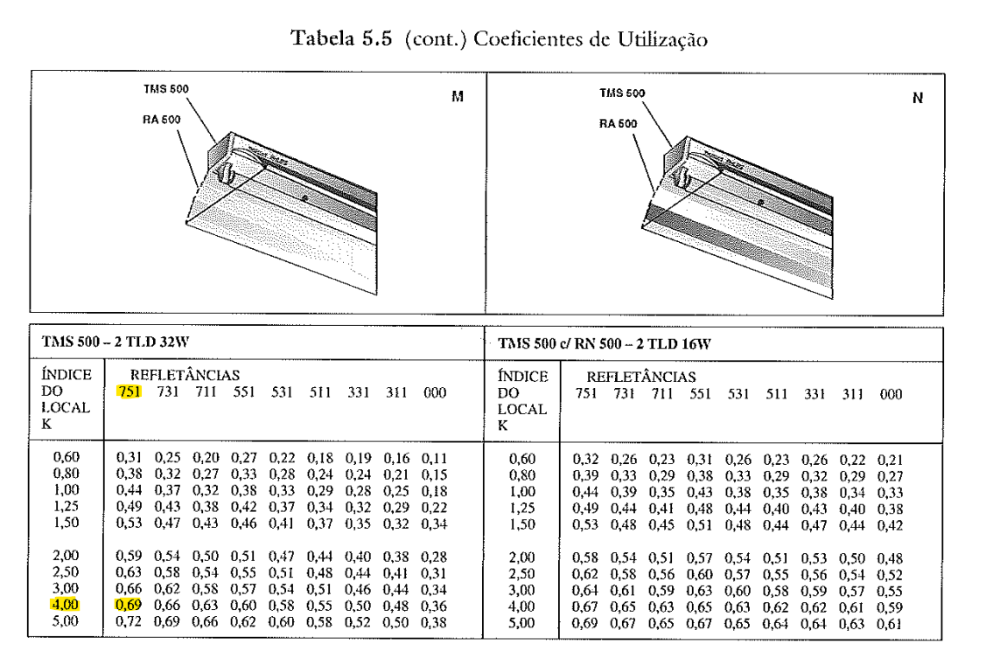 Tabela 5.5 (cont.) Coeficientes de Utilização
TMS 500
RA 500
M
TMS 500
RA 500
N
TMS 500 – 2 TLD 32W
ÍNDICE DO LOCAL K
REFLETÂNCIAS
751 731 711 551 531 511 331 311 000
0,60 0,31 0,25 0,20 0,27 0,22 0,18 0,19 0,16 0,11
0,80 0,38 0,32 0,27 0,33 0,28 0,24 0,24 0,21 0,15
1,00 0,44 0,37 0,32 0,38 0,33 0,29 0,28 0,25 0,18
1,25 0,49 0,43 0,38 0,42 0,37 0,34 0,32 0,29 0,22
1,50 0,53 0,47 0,43 0,46 0,41 0,37 0,35 0,32 0,34
2,00 0,59 0,54 0,50 0,51 0,47 0,44 0,40 0,38 0,28
2,50 0,63 0,58 0,54 0,55 0,51 0,48 0,44 0,41 0,31
3,00 0,66 0,62 0,58 0,57 0,54 0,51 0,46 0,44 0,34
4,00 0,69 0,66 0,63 0,60 0,58 0,55 0,50 0,48 0,36
5,00 0,72 0,69 0,66 0,62 0,60 0,58 0,52 0,50 0,38
TMS 500 c/ RN 500 – 2 TLD 16W
ÍNDICE DO LOCAL K
REFLETÂNCIAS
751 731 711 551 531 511 331 311 000
0,60 0,32 0,26 0,23 0,31 0,26 0,23 0,26 0,22 0,21
0,80 0,39 0,33 0,29 0,38 0,33 0,29 0,32 0,29 0,27
1,00 0,44 0,39 0,35 0,43 0,38 0,35 0,38 0,34 0,33
1,25 0,49 0,44 0,41 0,48 0,44 0,40 0,43 0,40 0,38
1,50 0,53 0,48 0,45 0,51 0,48 0,44 0,47 0,44 0,42
2,00 0,58 0,54 0,51 0,57 0,54 0,51 0,53 0,50 0,48
2,50 0,62 0,58 0,56 0,60 0,57 0,55 0,56 0,54 0,52
3,00 0,64 0,61 0,59 0,63 0,60 0,58 0,59 0,57 0,55
4,00 0,67 0,65 0,63 0,65 0,63 0,62 0,62 0,61 0,59
5,00 0,69 0,67 0,65 0,67 0,65 0,64 0,64 0,63 0,61